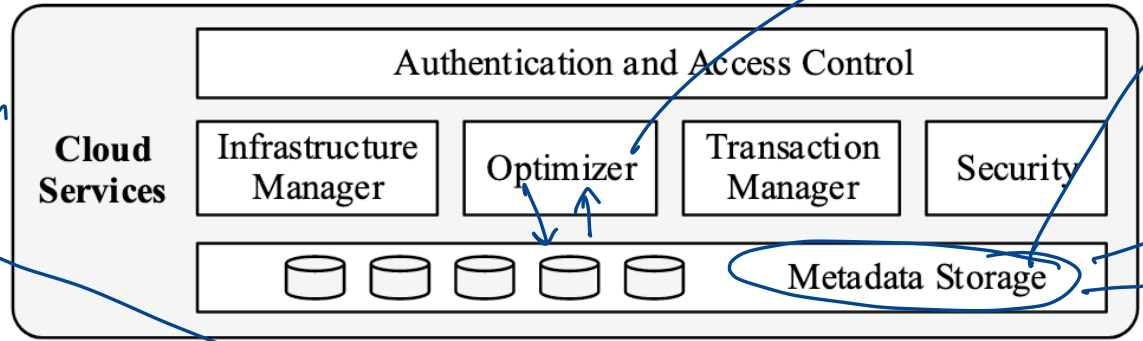 Authentication and Access Control
Cloud
Services
Infrastructure
Manager
Optimizer
Transaction
Manager
Security
Metadata Storage